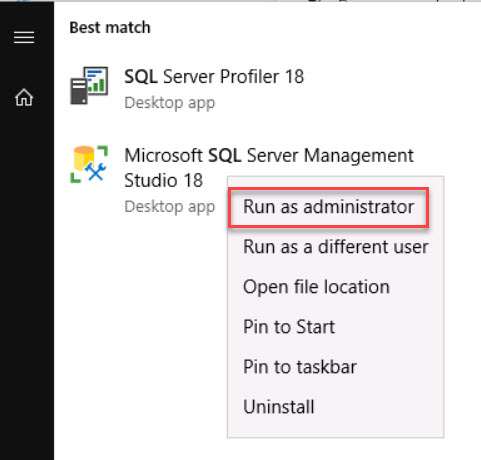 Best match
SQL Server Profiler 18
Desktop app
Microsoft SQL Server Management
Studio 18
Desktop app
Run as administrator
Run as a different user
Open file location
Pin to Start
Pin to taskbar
Uninstall